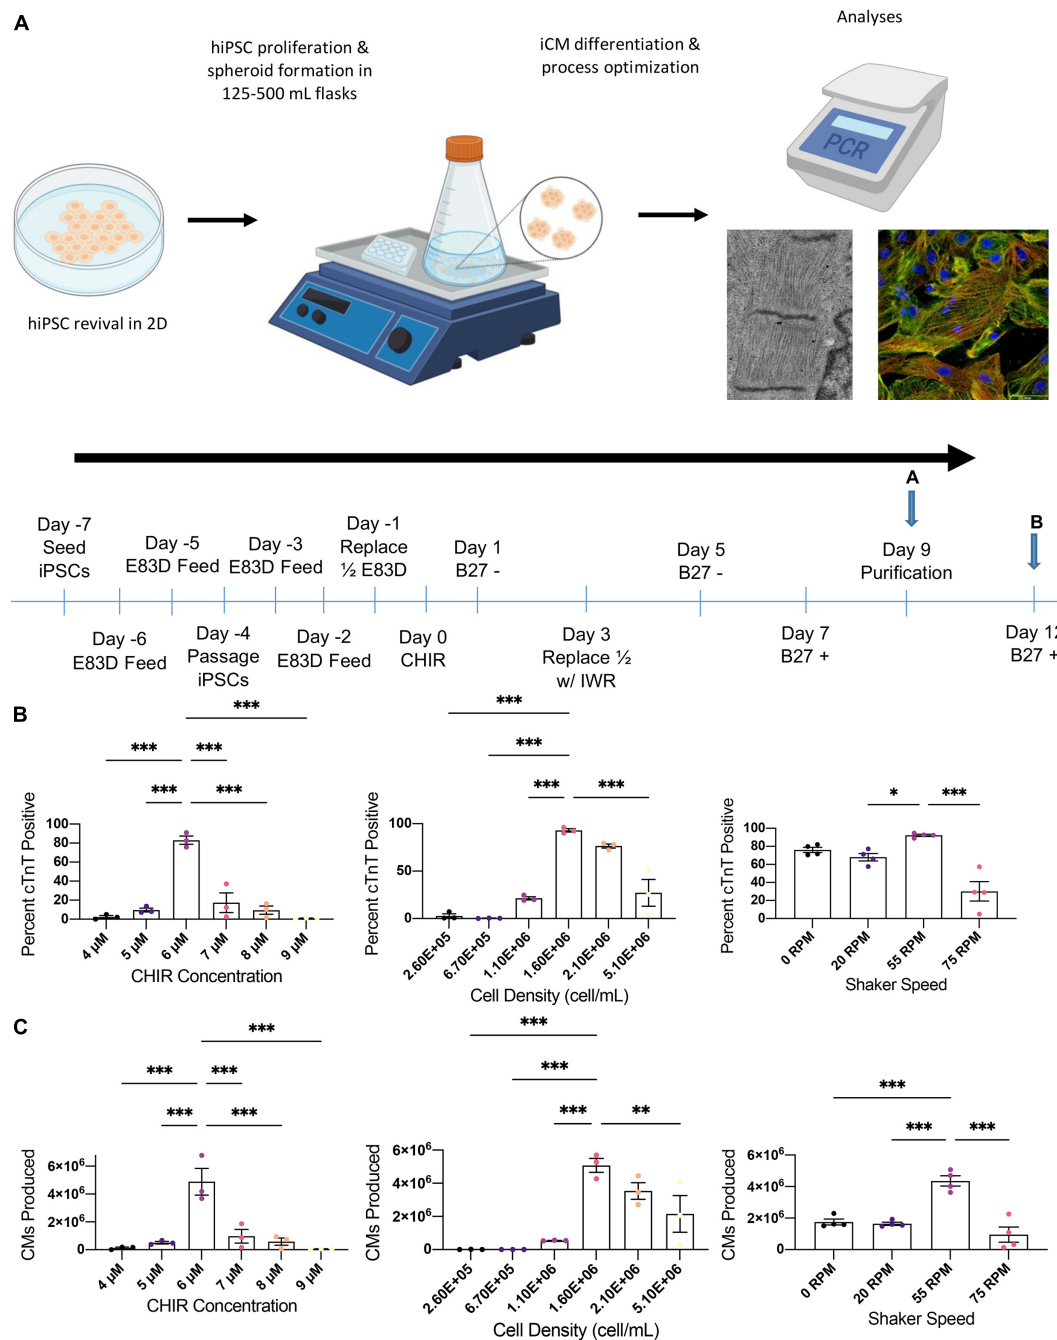 A
hiPSC proliferation &
spheroid formation in
125-500 mL flasks
iCM differentiation &
process optimization
Analyses
PCR
hiPSC revival in 2D
A
B
Day -7
Seed
iPSCs
Day -5
E83D Feed
Day -3
E83D Feed
Day -1
Replace
½ E83D
Day 1
B27 -
Day 5
B27 -
Day 9
Purification
Day -6
E83D Feed
Day -4
Passage
iPSCs
Day -2
E83D Feed
Day 0
CHIR
Day 3
Replace ½
w/ IWR
Day 7
B27 +
Day 12
B27 +
B
***
***
***
***
***
Percent cTnT Positive
100
80
60
40
20
0
4 µM
5 µM
6 µM
7 µM
8 µM
9 µM
CHIR Concentration
***
***
***
***
Percent cTnT Positive
100
50
0
2.60E+05
6.70E+05
1.10E+06
1.60E+06
2.10E+06
5.10E+06
Cell Density (cell/mL)
*
***
Percent cTnT Positive
100
80
60
40
20
0
0 RPM
20 RPM
55 RPM
75 RPM
Shaker Speed
C
***
***
***
***
***
CMs Produced
6×10⁶
4×10⁶
2×10⁶
0
4 µM
5 µM
6 µM
7 µM
8 µM
9 µM
CHIR Concentration
***
***
***
**
CMs Produced
6×10⁶
4×10⁶
2×10⁶
0
2.60E+05
6.70E+05
1.10E+06
1.60E+06
2.10E+06
5.10E+06
Cell Density (cell/mL)
***
***
***
CMs Produced
6×10⁶
4×10⁶
2×10⁶
0
0 RPM
20 RPM
55 RPM
75 RPM
Shaker Speed